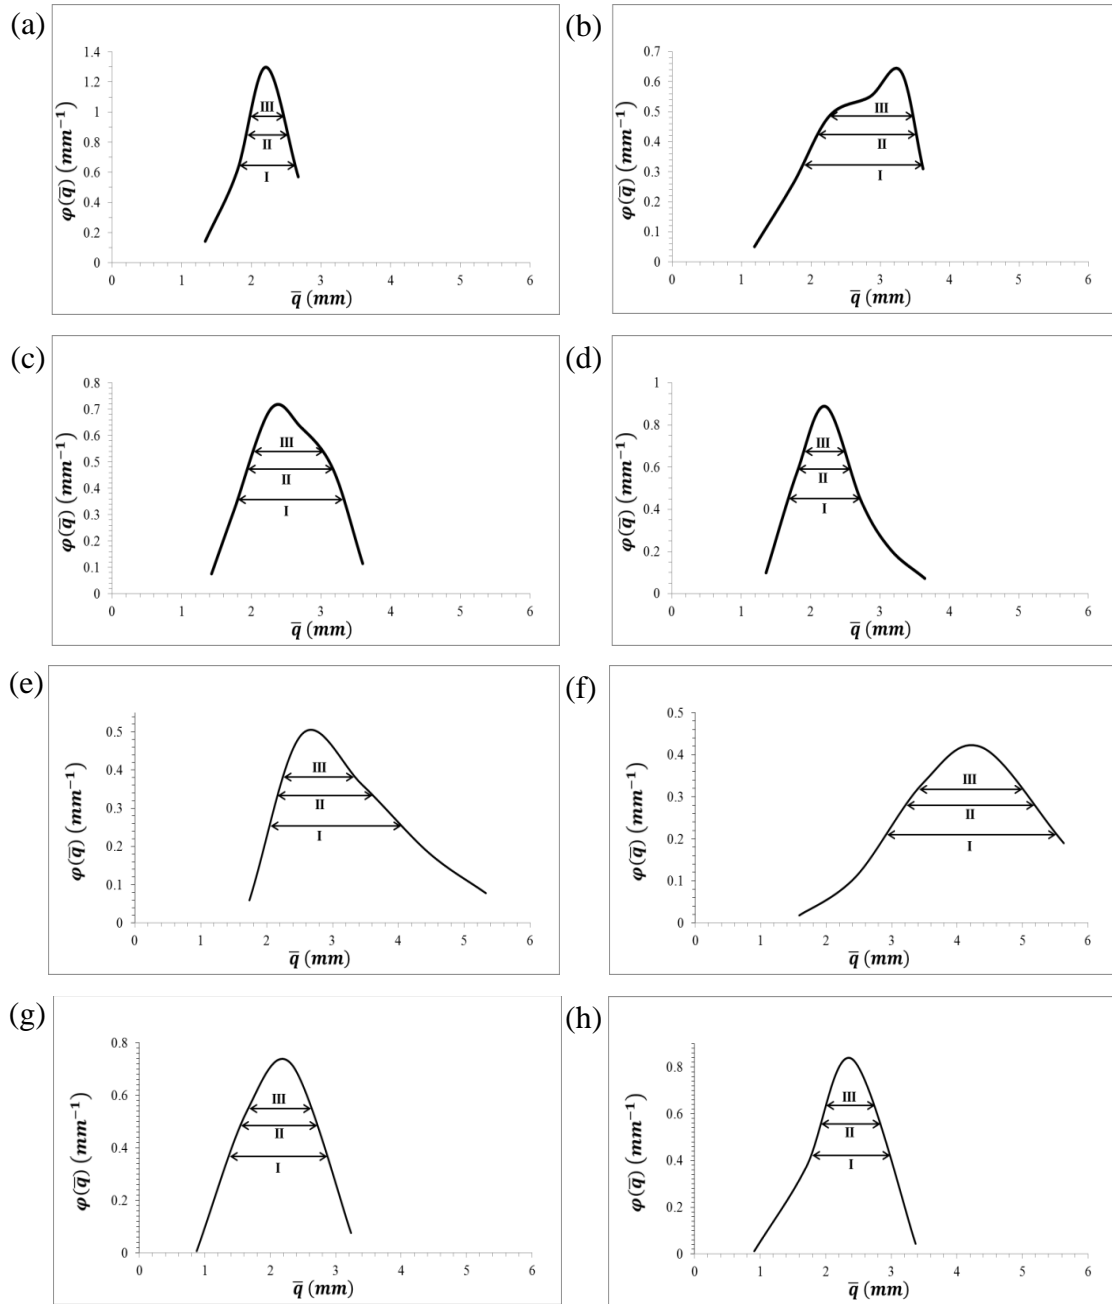 (a)
φ(q̅) (mm⁻¹)
1.4
1.2
1
0.8
0.6
0.4
0.2
0
III
II
I
0 1 2 3 4 5 6
q̅ (mm)
(b)
φ(q̅) (mm⁻¹)
0.7
0.6
0.5
0.4
0.3
0.2
0.1
0
III
II
I
0 1 2 3 4 5 6
q̅ (mm)
(c)
φ(q̅) (mm⁻¹)
0.8
0.7
0.6
0.5
0.4
0.3
0.2
0.1
0
III
II
I
0 1 2 3 4 5 6
q̅ (mm)
(d)
φ(q̅) (mm⁻¹)
1
0.8
0.6
0.4
0.2
0
III
II
I
0 1 2 3 4 5 6
q̅ (mm)
(e)
φ(q̅) (mm⁻¹)
0.5
0.4
0.3
0.2
0.1
0
III
II
I
0 1 2 3 4 5 6
q̅ (mm)
(f)
φ(q̅) (mm⁻¹)
0.5
0.4
0.3
0.2
0.1
0
III
II
I
0 1 2 3 4 5 6
q̅ (mm)
(g)
φ(q̅) (mm⁻¹)
0.8
0.6
0.4
0.2
0
III
II
I
0 1 2 3 4 5 6
q̅ (mm)
(h)
φ(q̅) (mm⁻¹)
0.8
0.6
0.4
0.2
0
III
II
I
0 1 2 3 4 5 6
q̅ (mm)